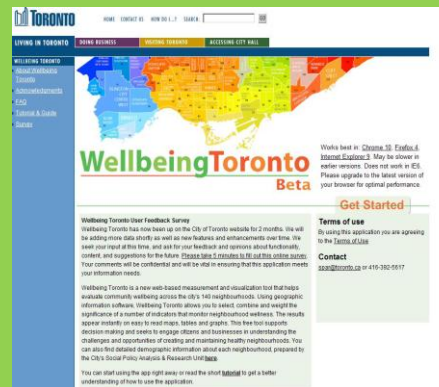 TORONTO
HOME CONTACT US HOW DO I...? SEARCH:
LIVING IN TORONTO DOING BUSINESS VISITING TORONTO ACCESSING CITY HALL
WELLBEING TORONTO
About Wellbeing
Toronto
Acknowledgments
FAQ
Tutorial & Guide
Survey
WellbeingToronto
Beta
Works best in: Chrome 10, Firefox 4,
Internet Explorer 9. May be slower in
earlier versions. Does not work in IE6.
Please upgrade to the latest version of
your browser for optimal performance.
Get Started
Wellbeing Toronto User Feedback Survey
Wellbeing Toronto has now been up on the City of Toronto website for 2 months. We will
be adding more data shortly as well as new features and enhancements over time. We
seek your input at this time, and ask for your feedback and opinions about functionality,
content, and suggestions for the future. Please take 5 minutes to fill out this online survey.
Your comments will be confidential and will be vital in ensuring that this application meets
your information needs.
Wellbeing Toronto is a new web-based measurement and visualization tool that helps
evaluate community wellbeing across the city's 140 neighbourhoods. Using geographic
information software, Wellbeing Toronto allows you to select, combine and weight the
significance of a number of indicators that monitor neighbourhood wellness. The results
appear instantly on easy to read maps, tables and graphs. This free tool supports
decision making and seeks to engage citizens and businesses in understanding the
challenges and opportunities of creating and maintaining healthy neighbourhoods. You
can also find detailed demographic information about each neighbourhood, prepared by
the City's Social Policy Analysis & Research Unit here.
You can start using the app right away or read the short tutorial to get a better
understanding of how to use the application.
Terms of use
By using this application you are agreeing
to the Terms of Use
Contact
spar@toronto.ca or 416-392-5617